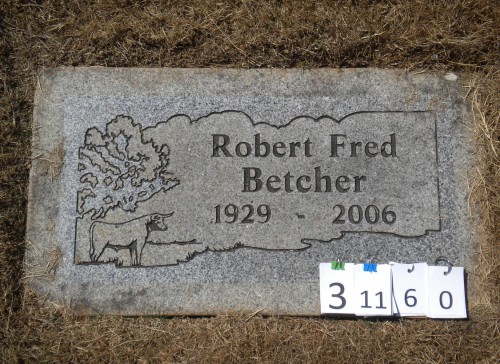 Robert Fred
Betcher
1929 - 2006
3 11 6 0